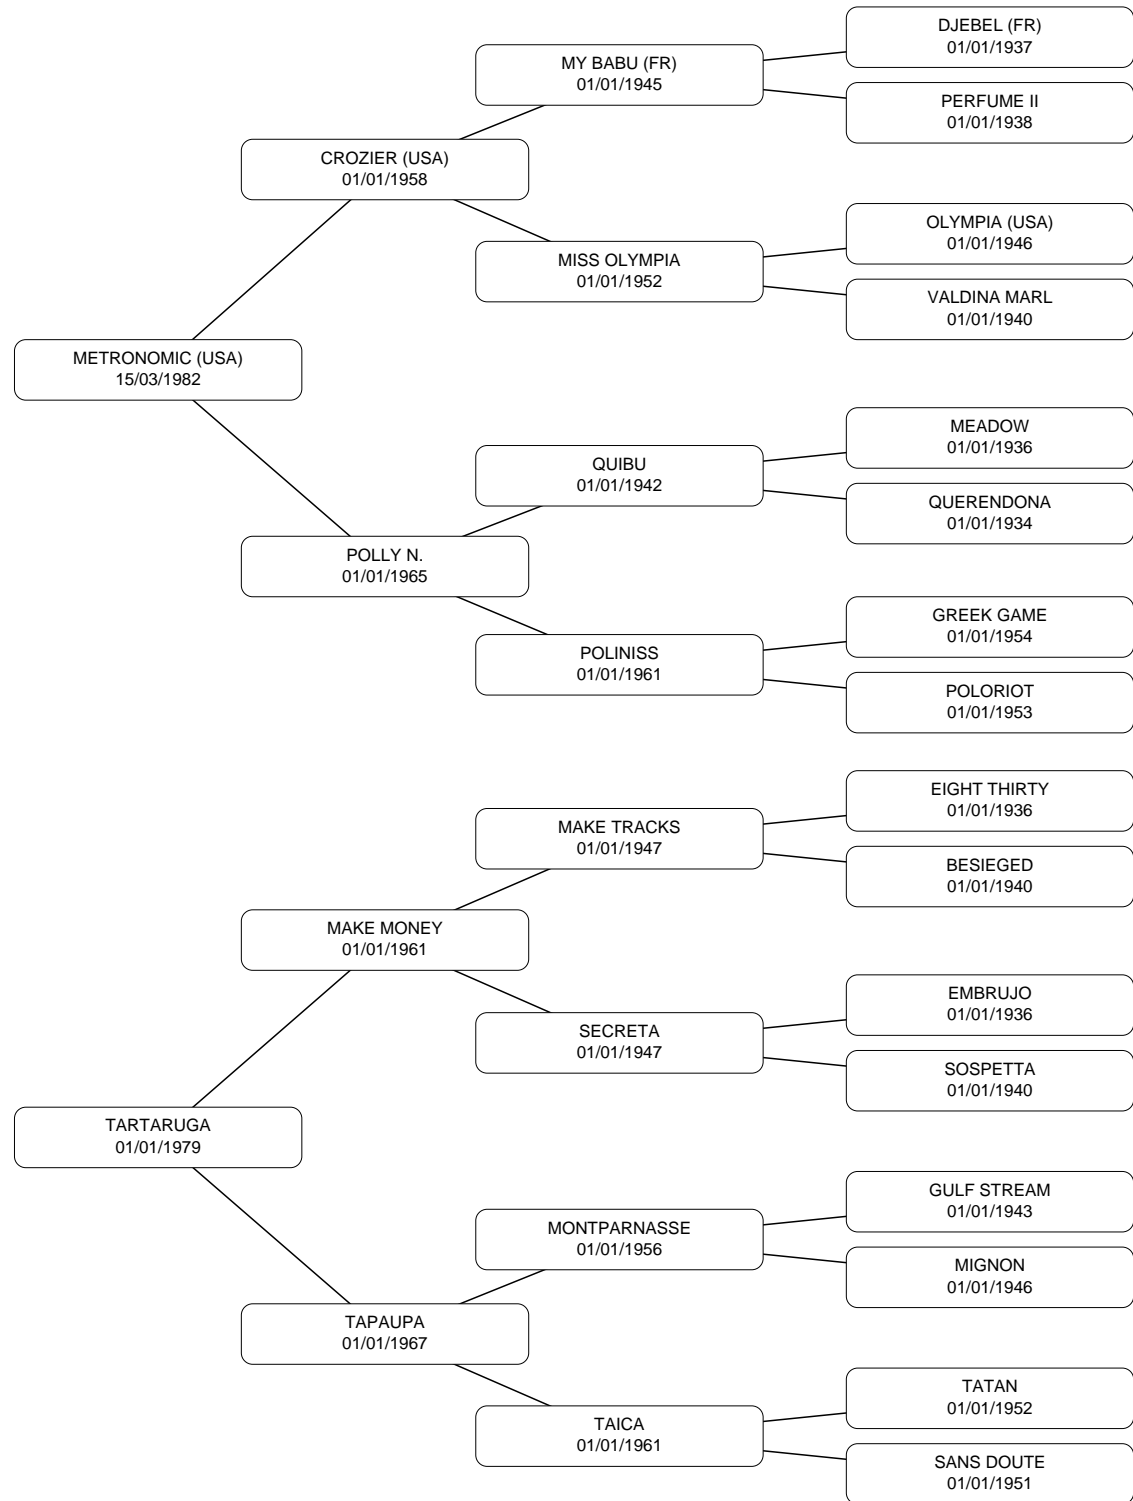 DJEBEL (FR)
01/01/1937
MY BABU (FR)
01/01/1945
PERFUME II
01/01/1938
CROZIER (USA)
01/01/1958
OLYMPIA (USA)
01/01/1946
MISS OLYMPIA
01/01/1952
VALDINA MARL
01/01/1940
METRONOMIC (USA)
15/03/1982
MEADOW
01/01/1936
QUIBU
01/01/1942
QUERENDONA
01/01/1934
POLLY N.
01/01/1965
GREEK GAME
01/01/1954
POLINISS
01/01/1961
POLORIOT
01/01/1953
EIGHT THIRTY
01/01/1936
MAKE TRACKS
01/01/1947
BESIEGED
01/01/1940
MAKE MONEY
01/01/1961
EMBRUJO
01/01/1936
SECRETA
01/01/1947
SOSPETTA
01/01/1940
TARTARUGA
01/01/1979
GULF STREAM
01/01/1943
MONTPARNASSE
01/01/1956
MIGNON
01/01/1946
TAPAUPA
01/01/1967
TATAN
01/01/1952
TAICA
01/01/1961
SANS DOUTE
01/01/1951